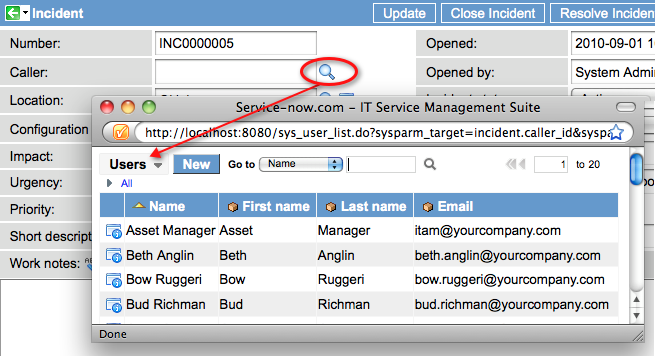 Incident
Update
Close Incident
Resolve Inciden
Number:
INC0000005
Opened:
2010-09-01 1
Caller:
Opened by:
System Admi
Location:
Service-now.com - IT Service Management Suite
Configuration
http://localhost:8080/sys_user_list.do?sysparm_target=incident.caller_id&sysp
Impact:
Users
New
Go to
Name
1
to 20
Urgency:
All
Priority:
Name
First name
Last name
Email
Short descript
Asset Manager
Asset
Manager
itam@yourcompany.com
Work notes:
Beth Anglin
Beth
Anglin
beth.anglin@yourcompany.com
Bow Ruggeri
Bow
Ruggeri
bow.ruggeri@yourcompany.com
Bud Richman
Bud
Richman
bud.richman@yourcompany.com
Done